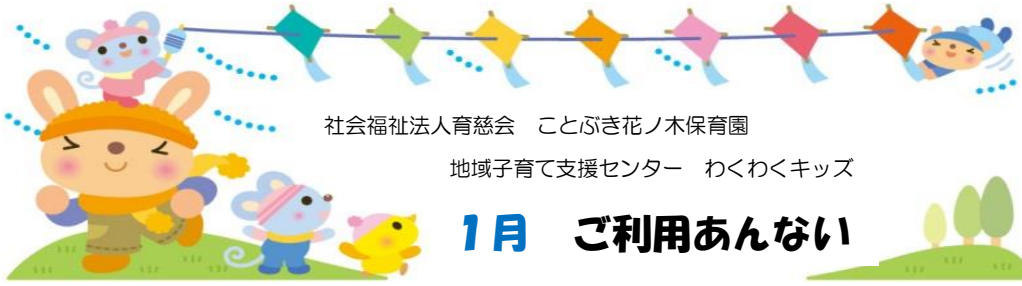 社会福祉法人育慈会　ことぶき花ノ木保育園
地域子育て支援センター　わくわくキッズ
1月　ご利用あんない